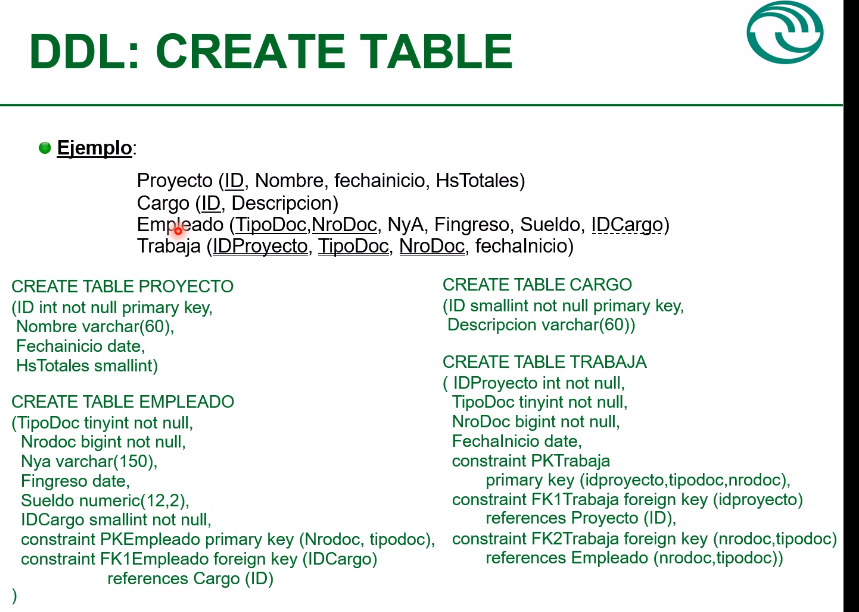 DDL: CREATE TABLE
Ejemplo:
Proyecto (ID, Nombre, fechainicio, HsTotales)
Cargo (ID, Descripcion)
Empleado (TipoDoc,NroDoc, NyA, Fingreso, Sueldo, IDCargo)
Trabaja (IDProyecto, TipoDoc, NroDoc, fechaInicio)
CREATE TABLE PROYECTO
(ID int not null primary key,
Nombre varchar(60),
Fechainicio date,
HsTotales smallint)
CREATE TABLE EMPLEADO
(TipoDoc tinyint not null,
Nrodoc bigint not null,
Nya varchar(150),
Fingreso date,
Sueldo numeric(12,2),
IDCargo smallint not null,
constraint PKEmpleado primary key (Nrodoc, tipodoc),
constraint FK1Empleado foreign key (IDCargo)
references Cargo (ID)
)
CREATE TABLE CARGO
(ID smallint not null primary key,
Descripcion varchar(60))
CREATE TABLE TRABAJA
( IDProyecto int not null,
TipoDoc tinyint not null,
NroDoc bigint not null,
FechaInicio date,
constraint PKTrabaja
primary key (idproyecto,tipodoc,nrodoc),
constraint FK1Trabaja foreign key (idproyecto)
references Proyecto (ID),
constraint FK2Trabaja foreign key (nrodoc,tipodoc)
references Empleado (nrodoc,tipodoc))